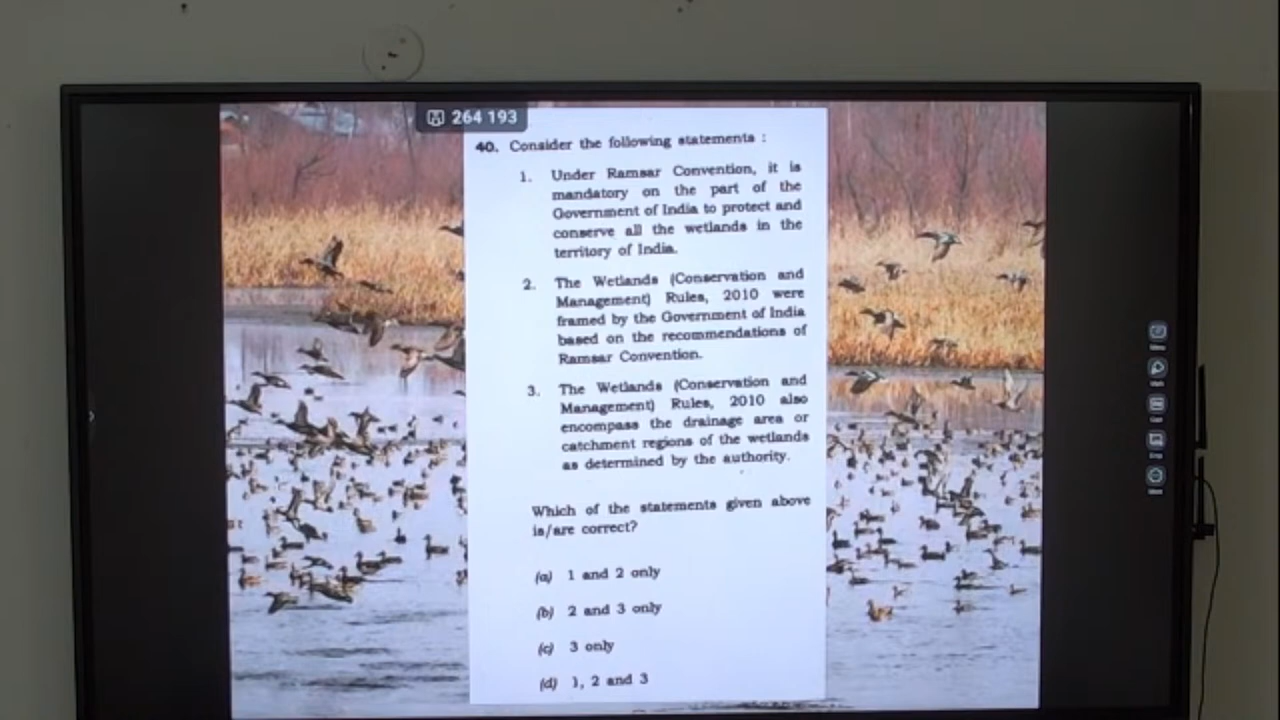 264 193
40. Consider the following statements :
1. Under Ramsar Convention, it is
mandatory on the part of the
Government of India to protect and
conserve all the wetlands in the
territory of India.
2. The Wetlands (Conservation and
Management) Rules, 2010 were
framed by the Government of India
based on the recommendations of
Ramsar Convention.
3. The Wetlands (Conservation and
Management) Rules, 2010 also
encompass the drainage area or
catchment regions of the wetlands
as determined by the authority.
Which of the statements given above
is/are correct?
(a) 1 and 2 only
(b) 2 and 3 only
(c) 3 only
(d) 1, 2 and 3